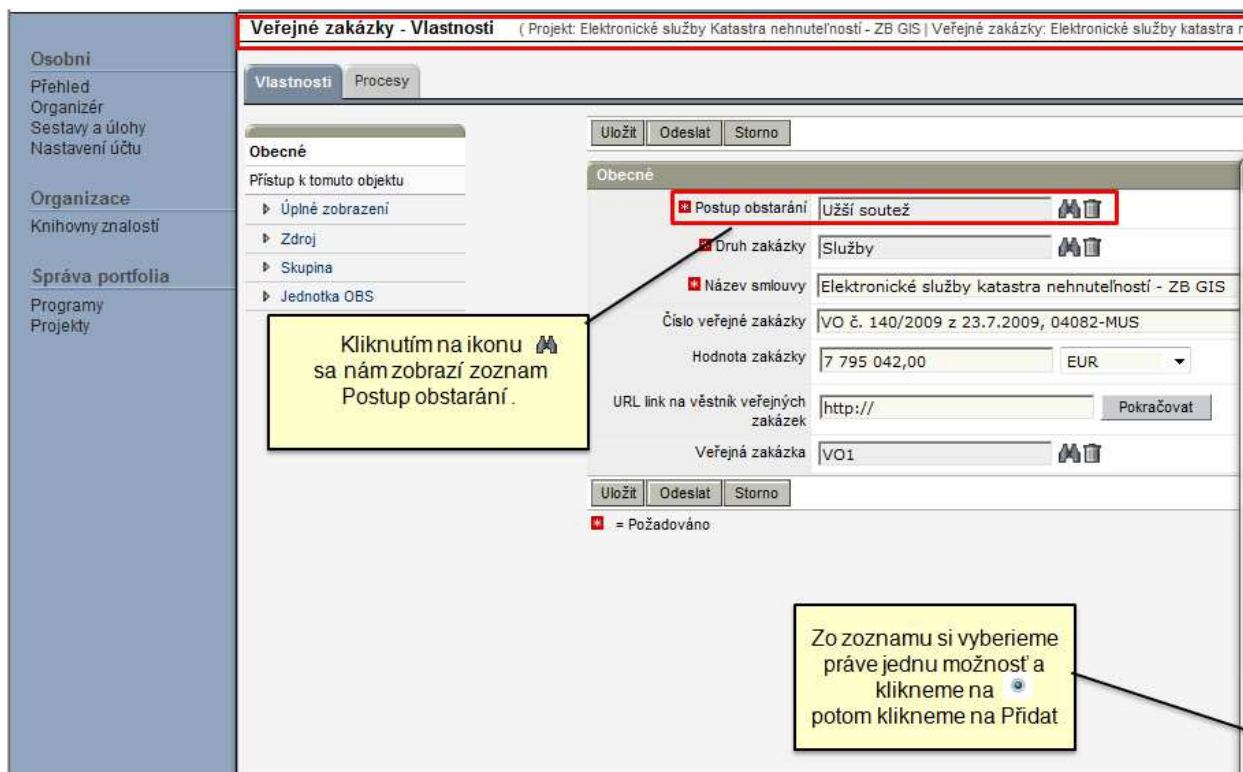 Veřejné zakázky - Vlastnosti ( Projekt: Elektronické služby Katastra nehnuteľností - ZB GIS | Veřejné zakázky: Elektronické služby katastra
Osobní
Přehled
Organizér
Sestavy a úlohy
Nastavení účtu
Organizace
Knihovny znalostí
Správa portfolia
Programy
Projekty
Vlastnosti Procesy
Obecné
Přístup k tomuto objektu
Úplné zobrazení
Zdroj
Skupina
Jednotka OBS
Uložit Odeslat Storno
Obecné
Postup obstarání Užší soutež
Druh zakázky Služby
Název smlouvy Elektronické služby katastra nehnuteľností - ZB GIS
Číslo veřejné zakázky VO č. 140/2009 z 23.7.2009, 04082-MUS
Hodnota zakázky 7 795 042,00 EUR
URL link na věstník veřejných
zakázek http:// Pokračovat
Veřejná zakázka VO1
Uložit Odeslat Storno
= Požadováno
Kliknutím na ikonu
sa nám zobrazí zoznam
Postup obstarání .
Zo zoznamu si vyberieme
práve jednu možnosť a
klikneme na
potom klikneme na Přidat